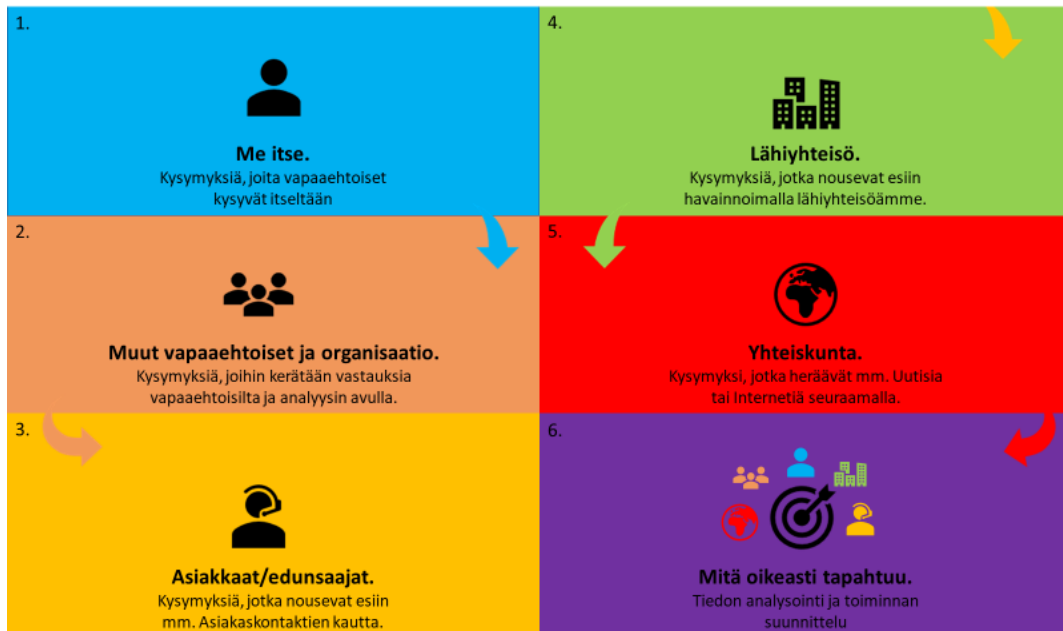 1.
Me itse.
Kysymyksiä, joita vapaaehtoiset
kysyvät itseltään
2.
Muut vapaaehtoiset ja organisaatio.
Kysymyksiä, joihin kerätään vastauksia
vapaaehtoisilta ja analyysin avulla.
3.
Asiakkaat/edunsaajat.
Kysymyksiä, jotka nousevat esiin
mm. Asiakaskontaktien kautta.
4.
Lähiyhteisö.
Kysymyksiä, jotka nousevat esiin
havainnoimalla lähiyhteisöämme.
5.
Yhteiskunta.
Kysymyksi, jotka heräävät mm. Uutisia
tai Internetiä seuraamalla.
6.
Mitä oikeasti tapahtuu.
Tiedon analysointi ja toiminnan
suunnittelu